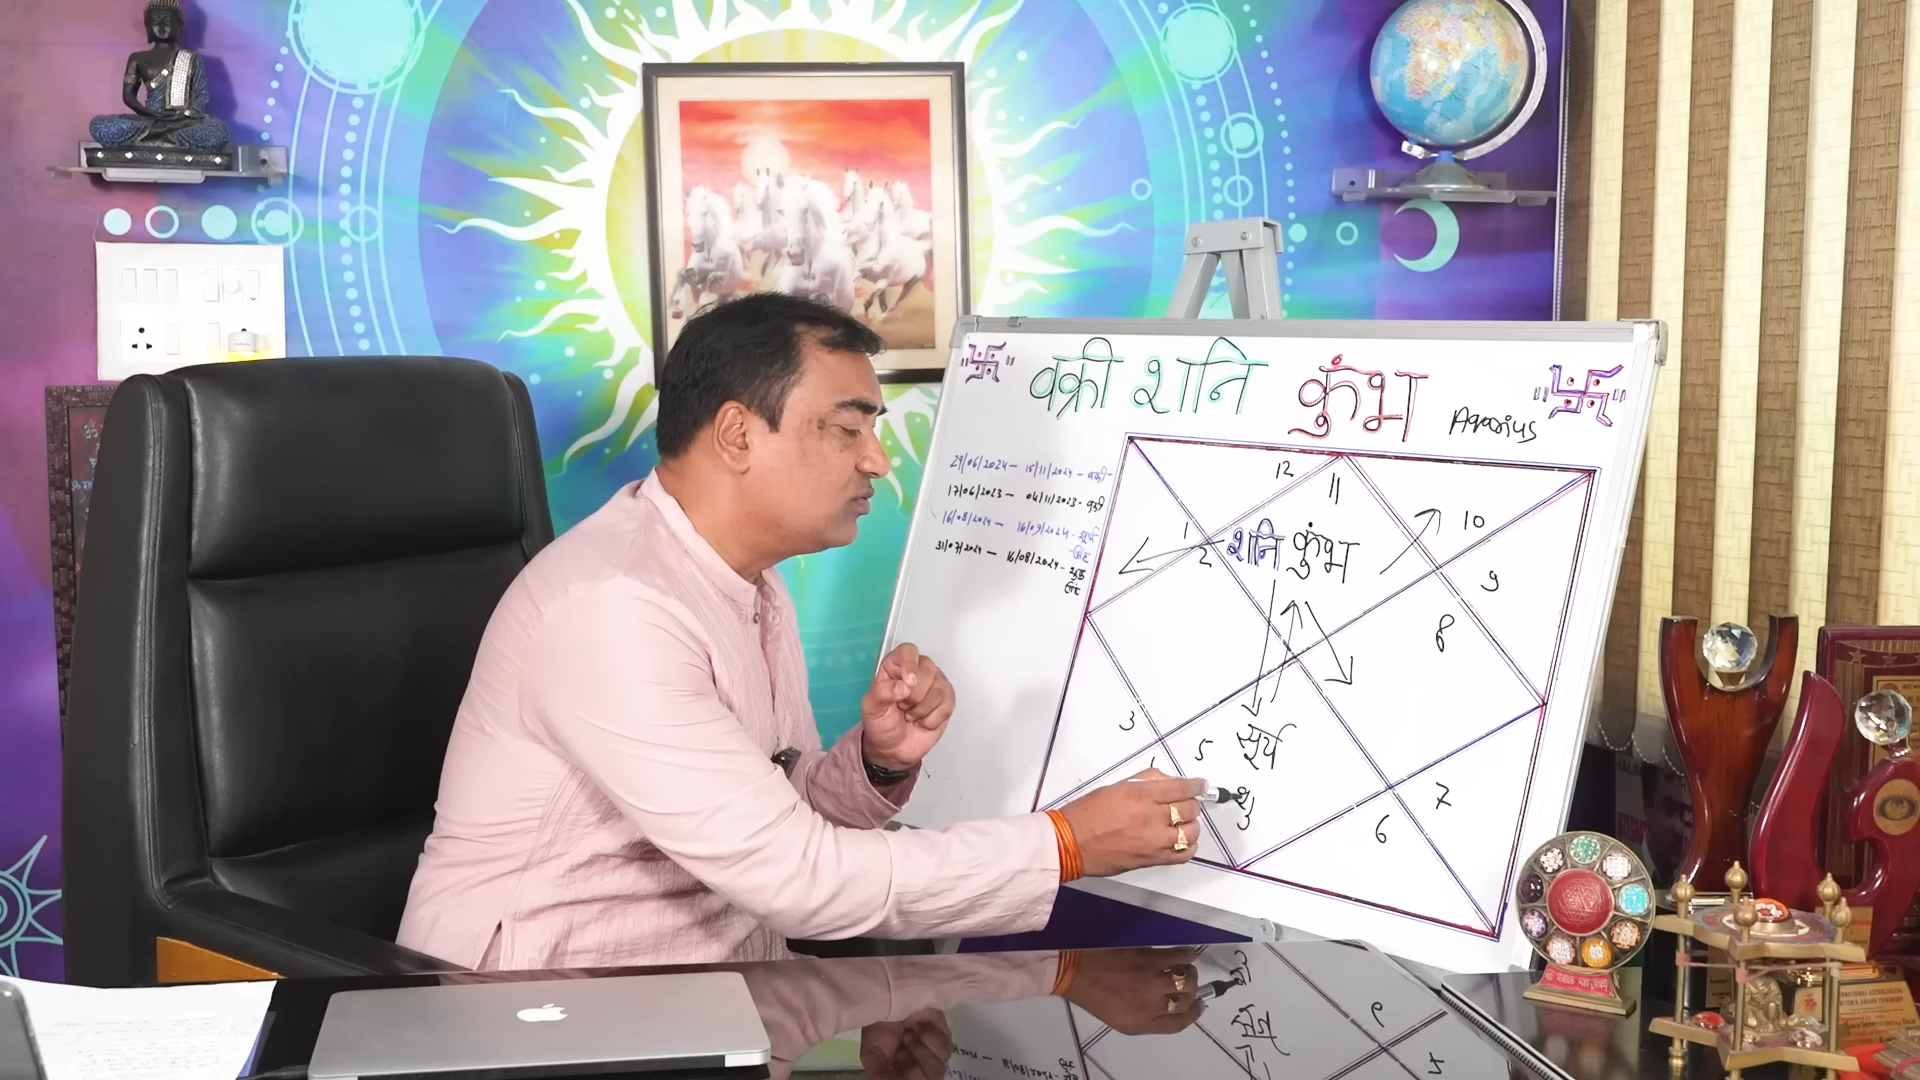 वक्री शनि कुंभ Aquarius
29/06/2024 - 15/11/2024 - वक्री
17/06/2023 - 04/11/2023 - वक्री
16/08/2024 - 16/09/2024 - सूर्य
सिंह
31/07/2024 - 16/08/2024 - शुक्र
सिंह
12
11
10
1
2
शनि कुंभ
9
8
3
5
सूर्य
शु
7
6